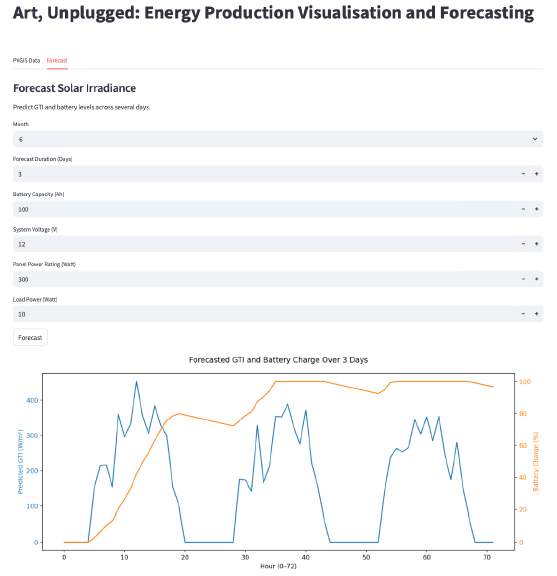 Art, Unplugged: Energy Production Visualisation and Forecasting
PVGIS Data Forecast
Forecast Solar Irradiance
Predict GTI and battery levels across several days.
Month
6
Forecast Duration (Days)
3 - +
Battery Capacity (Ah)
100 - +
System Voltage (V)
12 - +
Panel Power Rating (Watt)
300 - +
Load Power (Watt)
10 - +
Forecast
Forecasted GTI and Battery Charge Over 3 Days
Predicted GTI (W/m²)
400
300
200
100
0
100
80
60
40
20
0
Battery Charge (%)
0 10 20 30 40 50 60 70
Hour (0–72)